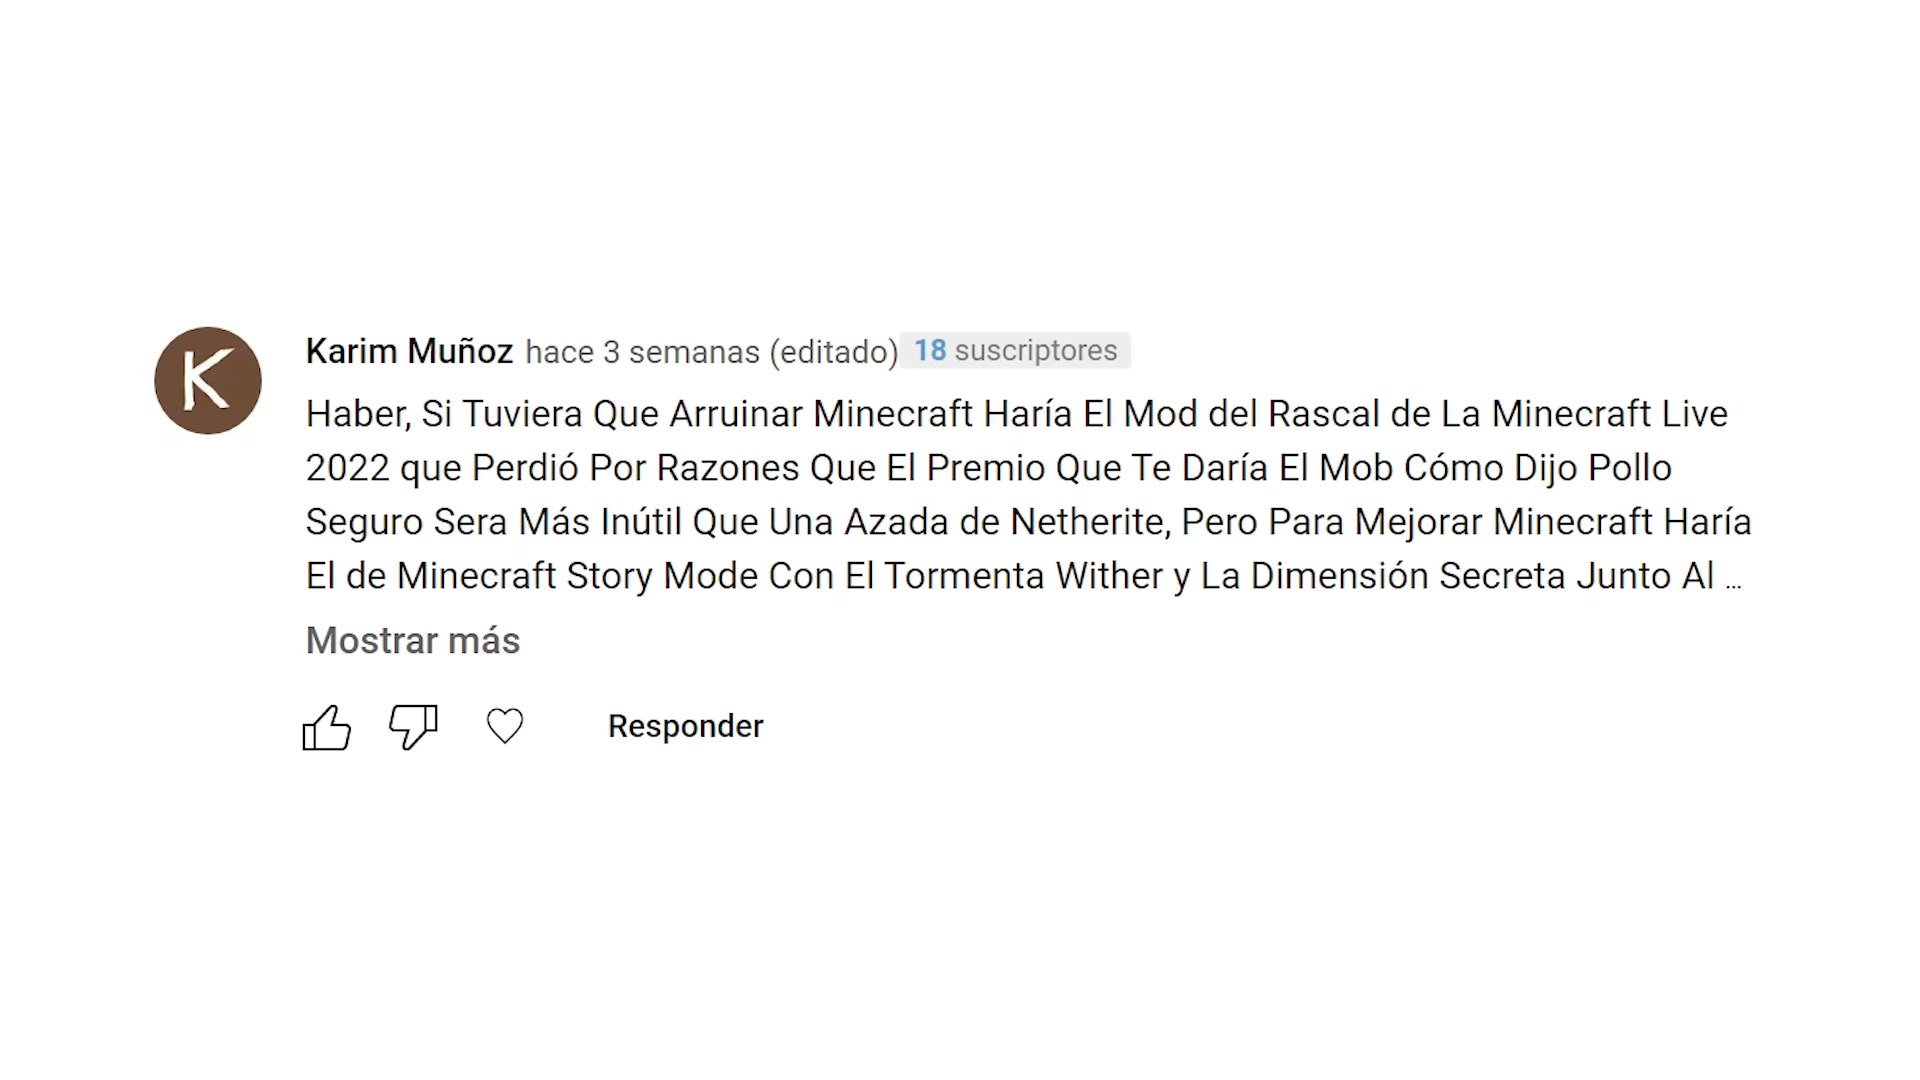 K
Karim Muñoz hace 3 semanas (editado) 18 suscriptores
Haber, Si Tuviera Que Arruinar Minecraft Haría El Mod del Rascal de La Minecraft Live
2022 que Perdió Por Razones Que El Premio Que Te Daría El Mob Cómo Dijo Pollo
Seguro Sera Más Inútil Que Una Azada de Netherite, Pero Para Mejorar Minecraft Haría
El de Minecraft Story Mode Con El Tormenta Wither y La Dimensión Secreta Junto Al ...
Mostrar más
Responder